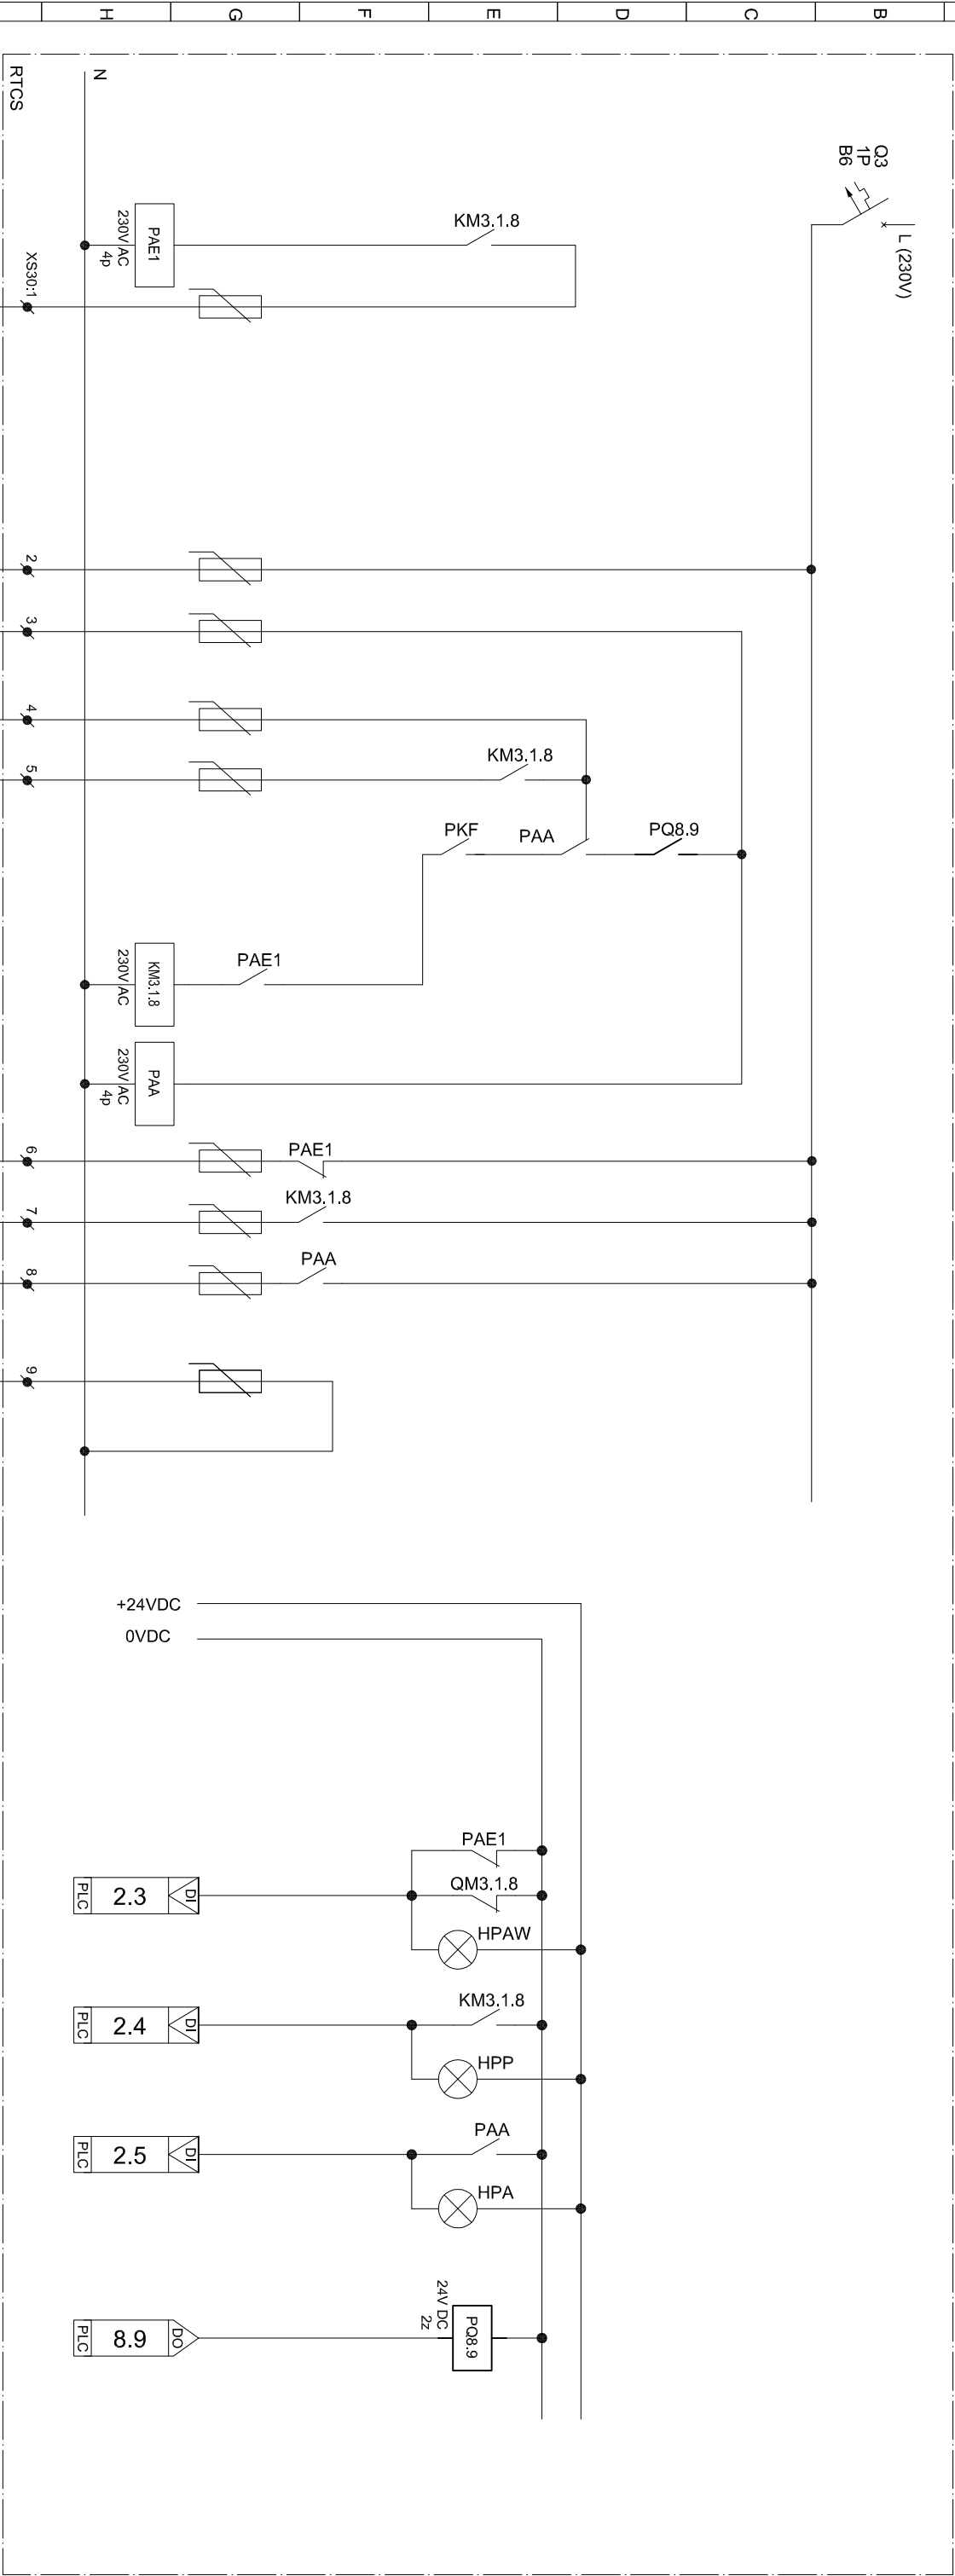 H G F E D C B
N
RTCS
Q3
1P
B6
L (230V)
KM3.1.8
PAE1
230V AC
4p
XS30:1
2
3
4
5
KM3.1.8
PKF
PAA
PQ8.9
PAE1
KM3.1.8
230V AC
PAA
230V AC
4p
6
PAE1
7
KM3.1.8
8
PAA
9
+24VDC
0VDC
PAE1
QM3.1.8
PLC 2.3 DI
HPAW
KM3.1.8
PLC 2.4 DI
HPP
PAA
PLC 2.5 DI
HPA
24V DC
2z
PQ8.9
PLC 8.9 DO